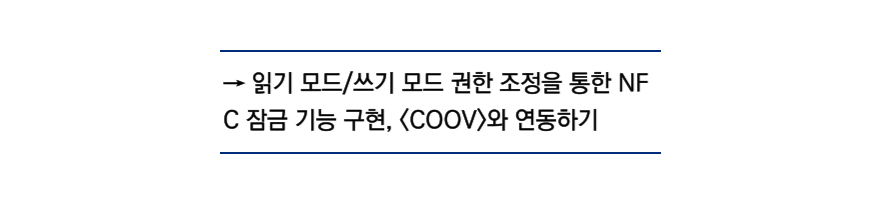 → 읽기 모드/쓰기 모드 권한 조정을 통한 NF
C 잠금 기능 구현, 〈COOV〉와 연동하기